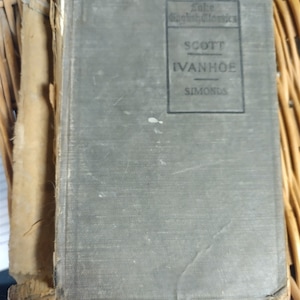 Lake
English Classics
SCOTT
IVANHOE
SIMONDS